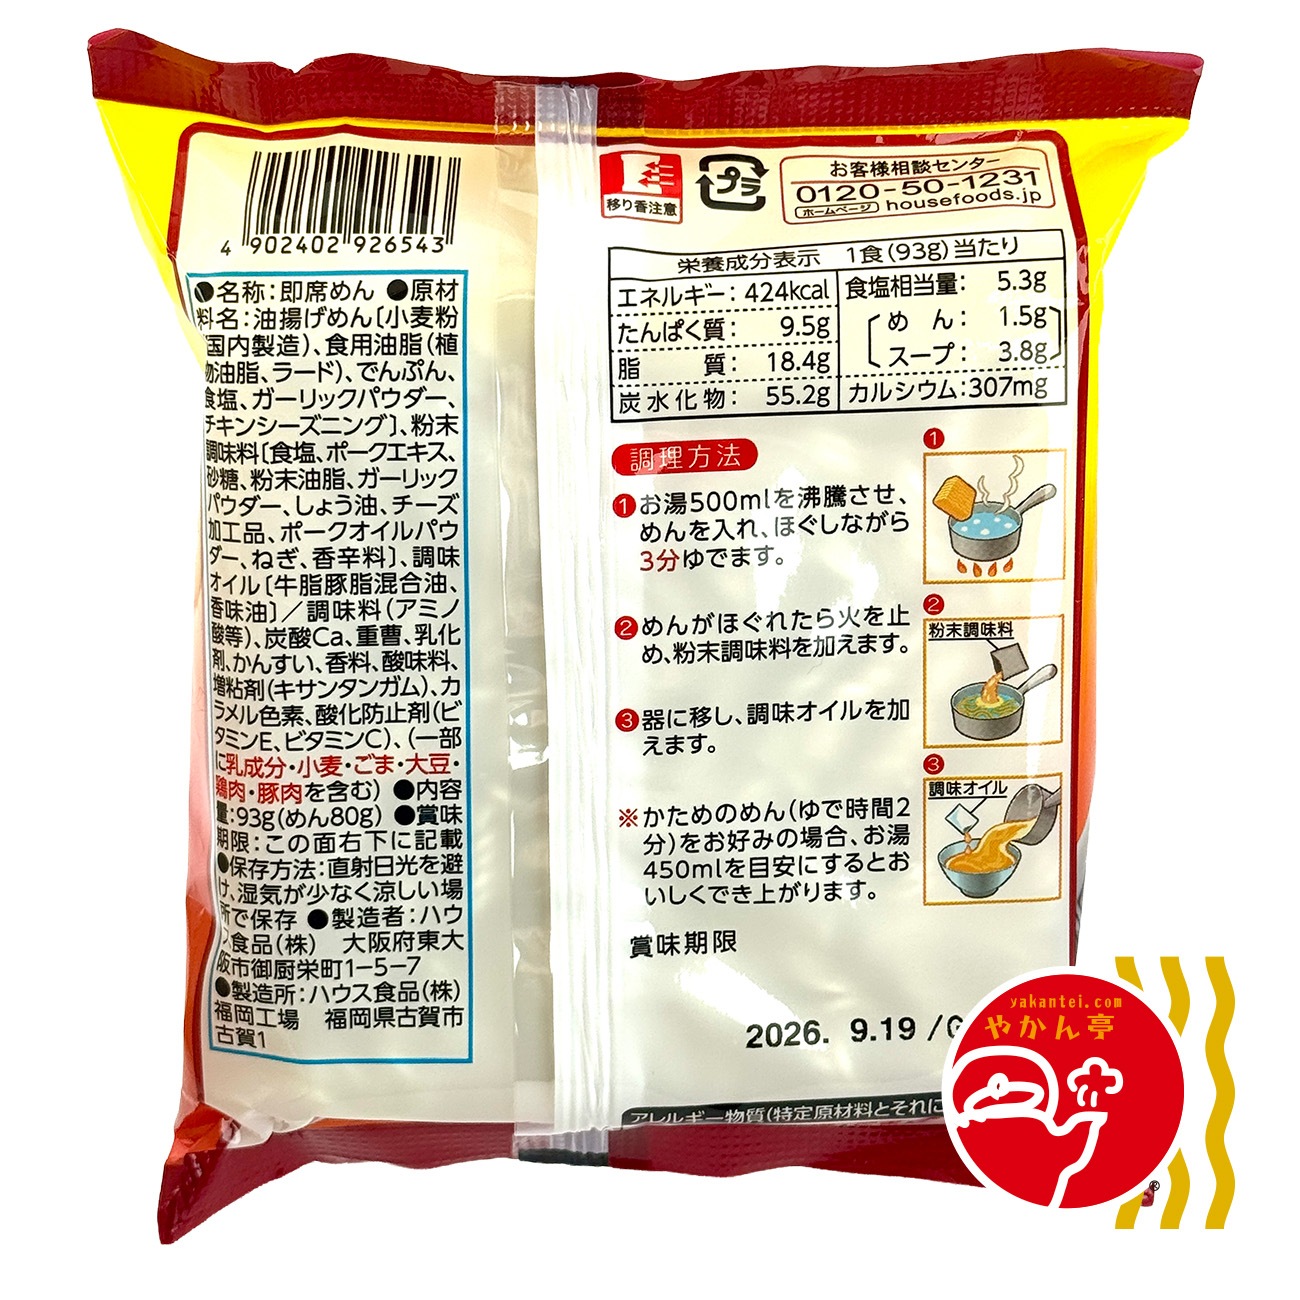 4 902402 926543
●名称:即席めん ●原材
料名:油揚げめん〔小麦粉
(国内製造)、食用油脂(植
物油脂、ラード)、でんぷん、
食塩、ガーリックパウダー、
チキンシーズニング〕、粉末
調味料〔食塩、ポークエキス、
砂糖、粉末油脂、ガーリック
パウダー、しょう油、チーズ
加工品、ポークオイルパウ
ダー、ねぎ、香辛料〕、調味
オイル〔牛脂豚脂混合油、
香味油〕/調味料(アミノ
酸等)、炭酸Ca、重曹、乳化
剤、かんすい、香料、酸味料、
増粘剤(キサンタンガム)、カ
ラメル色素、酸化防止剤(ビ
タミンE、ビタミンC)、(一部
に乳成分・小麦・ごま・大豆・
鶏肉・豚肉を含む) ●内容
量:93g(めん80g) ●賞味
期限:この面右下に記載
●保存方法:直射日光を避
け、湿気が少なく涼しい場
所で保存 ●製造者:ハウ
ス食品(株) 大阪府東大
阪市御厨栄町1-5-7
●製造所:ハウス食品(株)
福岡工場 福岡県古賀市
古賀1
移り香注意
プラ
お客様相談センター
0120-50-1231
ホームページ housefoods.jp
栄養成分表示 1食(93g)当たり
エネルギー: 424kcal
たんぱく質: 9.5g
脂質: 18.4g
炭水化物: 55.2g
食塩相当量: 5.3g
めん: 1.5g
スープ: 3.8g
カルシウム:307mg
調理方法
1 お湯500mlを沸騰させ、
めんを入れ、ほぐしながら
3分ゆでます。
2 めんがほぐれたら火を止
め、粉末調味料を加えます。
3 器に移し、調味オイルを加
えます。
※かためのめん(ゆで時間2
分)をお好みの場合、お湯
450mlを目安にするとお
いしくでき上がります。
1
2
粉末調味料
3
調味オイル
賞味期限
2026. 9.19 /G
アレルギー物質(特定原材料とそれに
yakantei.com
やかん亭
®